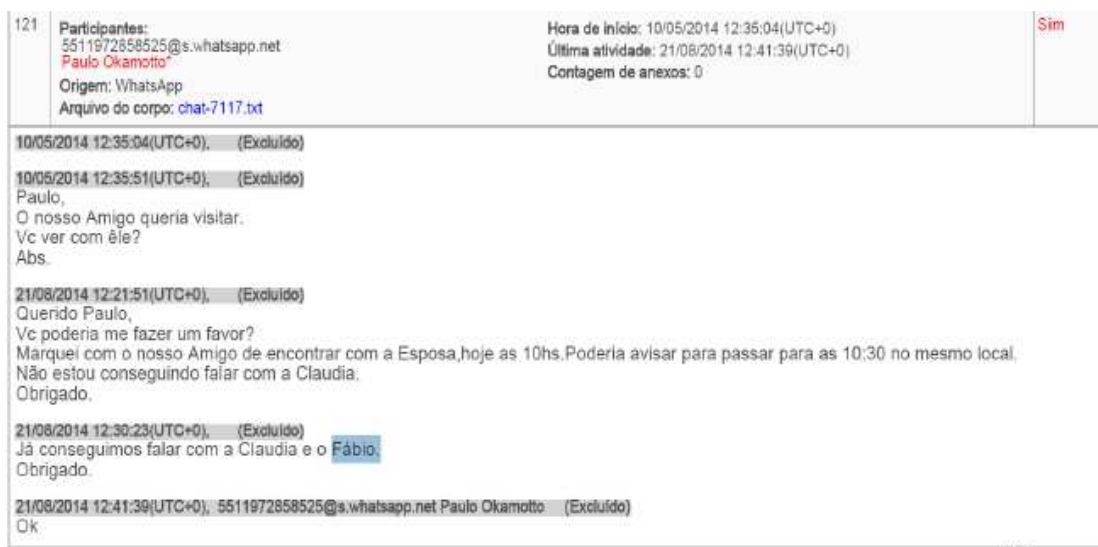 121
Participantes:
5511972858525@s.whatsapp.net
Paulo Okamotto*
Origem: WhatsApp
Arquivo do corpo: chat-7117.txt
Hora de início: 10/05/2014 12:35:04(UTC+0)
Última atividade: 21/08/2014 12:41:39(UTC+0)
Contagem de anexos: 0
Sim
10/05/2014 12:35:04(UTC+0), (Excluído)
10/05/2014 12:35:51(UTC+0), (Excluído)
Paulo,
O nosso Amigo queria visitar.
Vc ver com êle?
Abs.
21/08/2014 12:21:51(UTC+0), (Excluído)
Querido Paulo,
Vc poderia me fazer um favor?
Marquei com o nosso Amigo de encontrar com a Esposa,hoje as 10hs.Poderia avisar para passar para as 10:30 no mesmo local.
Não estou conseguindo falar com a Claudia.
Obrigado.
21/08/2014 12:30:23(UTC+0), (Excluído)
Já conseguimos falar com a Claudia e o Fábio.
Obrigado.
21/08/2014 12:41:39(UTC+0), 5511972858525@s.whatsapp.net Paulo Okamotto (Excluído)
Ok